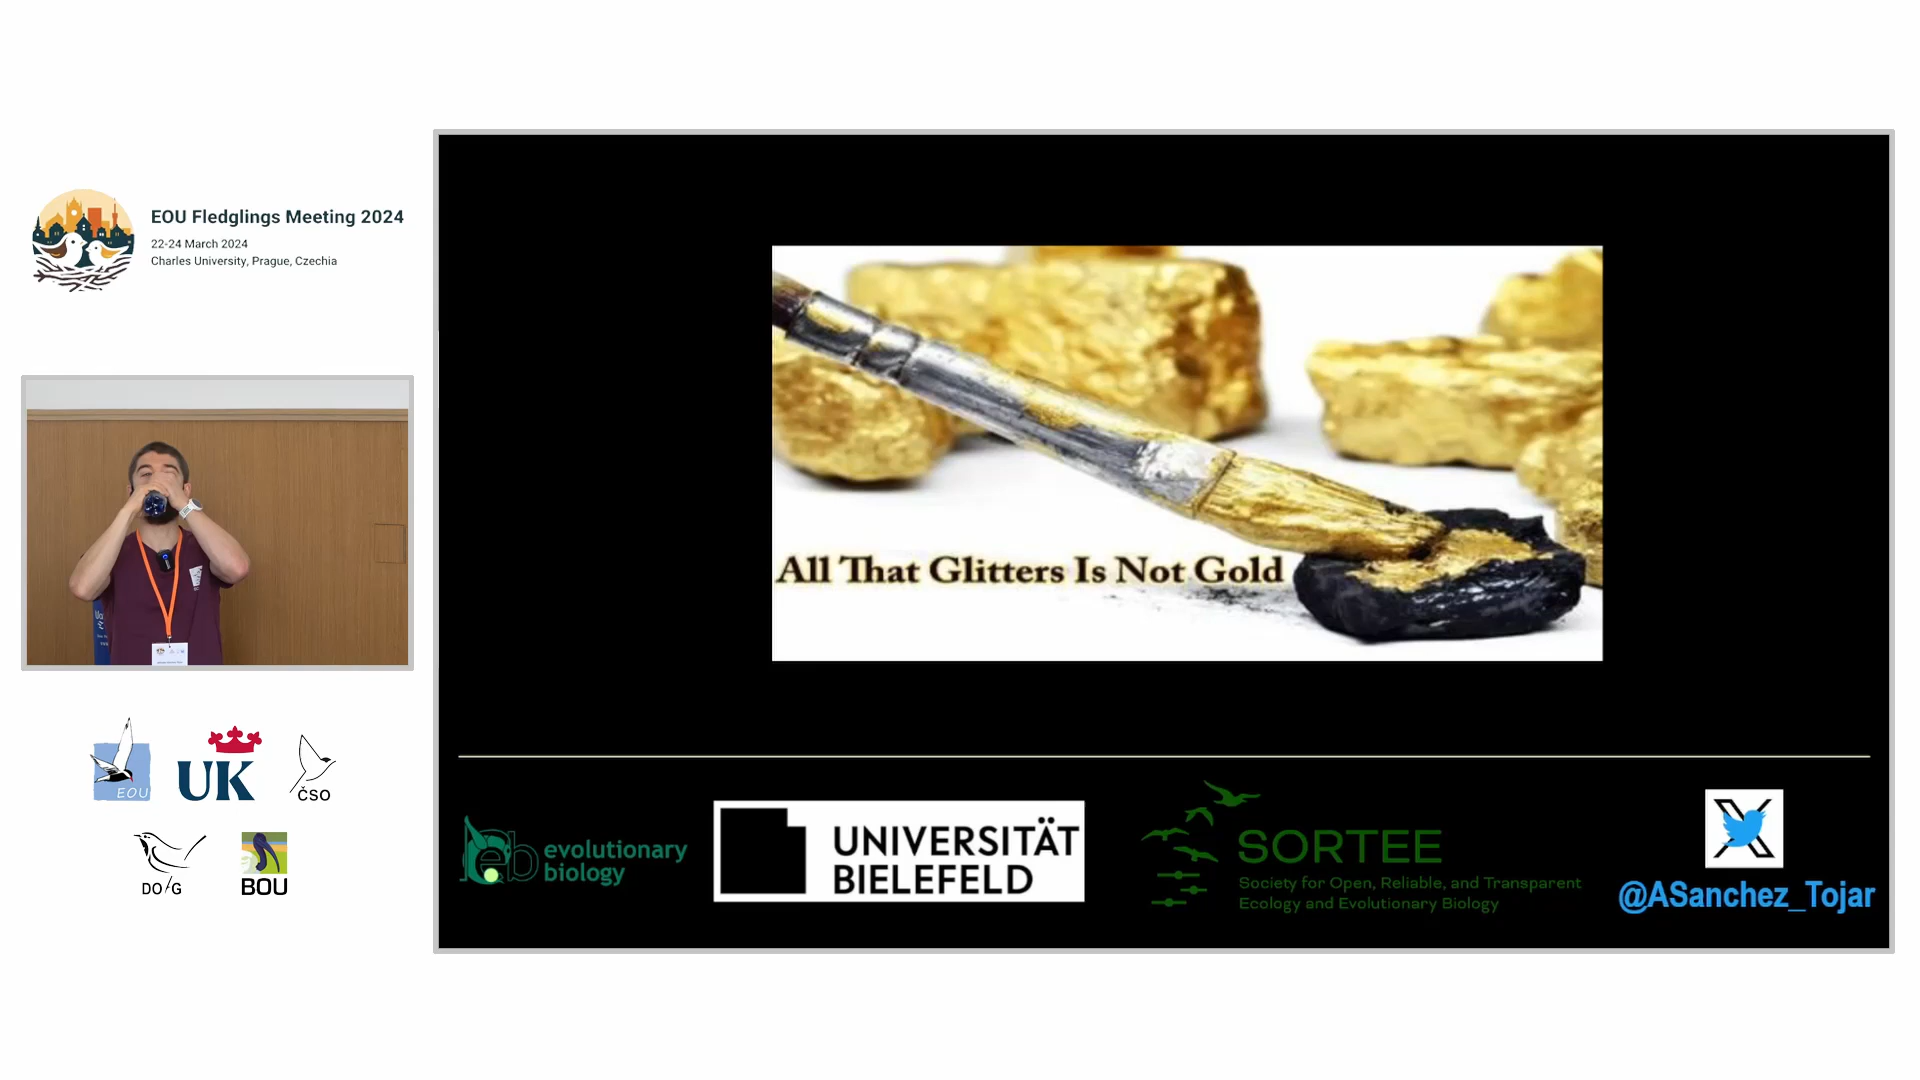 EOU Fledglings Meeting 2024
22-24 March 2024
Charles University, Prague, Czechia
EOU
UK
ČSO
DO/G
BOU
All That Glitters Is Not Gold
eb evolutionary
biology
UNIVERSITÄT
BIELEFELD
SORTEE
Society for Open, Reliable, and Transparent
Ecology and Evolutionary Biology
@ASanchez_Tojar